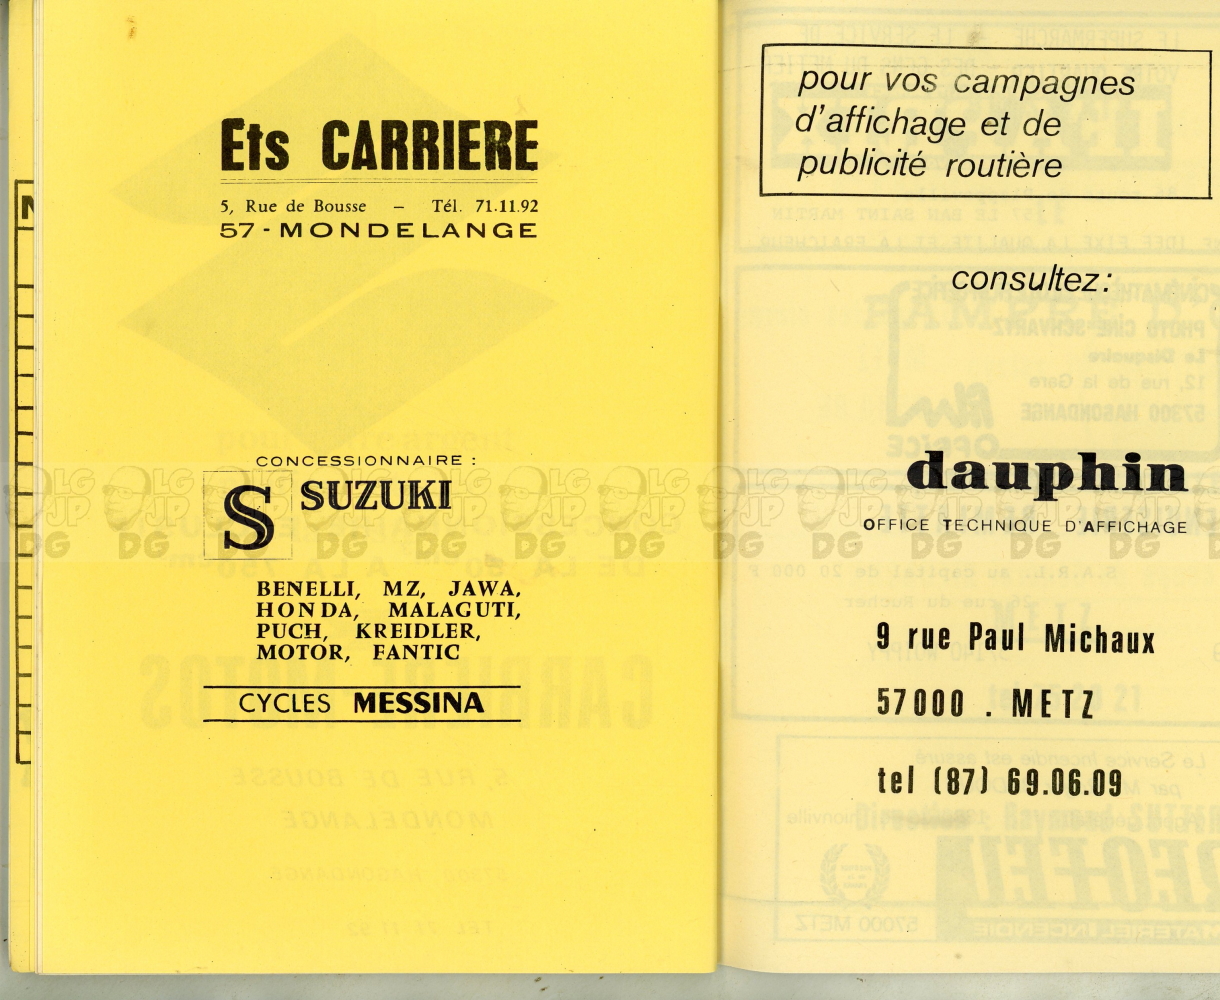 Ets CARRIERE
5, Rue de Bousse – Tél. 71.11.92
57 - MONDELANGE
CONCESSIONNAIRE :
S SUZUKI
BENELLI, MZ, JAWA,
HONDA, MALAGUTI,
PUCH, KREIDLER,
MOTOR, FANTIC
CYCLES MESSINA
pour vos campagnes
d'affichage et de
publicité routière
consultez:
dauphin
OFFICE TECHNIQUE D'AFFICHAGE
9 rue Paul Michaux
57000 . METZ
tel (87) 69.06.09